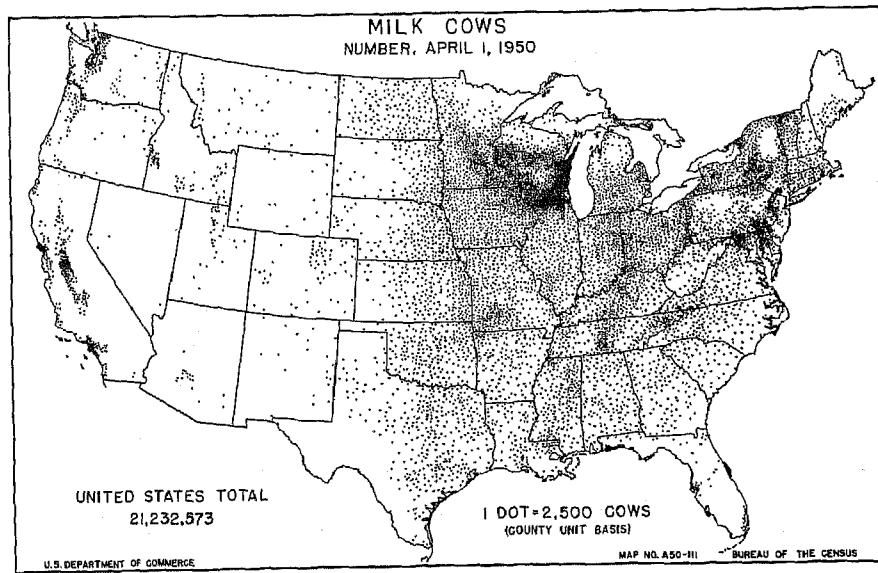 MILK COWS
NUMBER, APRIL 1, 1950
UNITED STATES TOTAL
21,232,573
1 DOT=2,500 COWS
(COUNTY UNIT BASIS)
U.S. DEPARTMENT OF COMMERCE
MAP NO. A50-111
BUREAU OF THE CENSUS